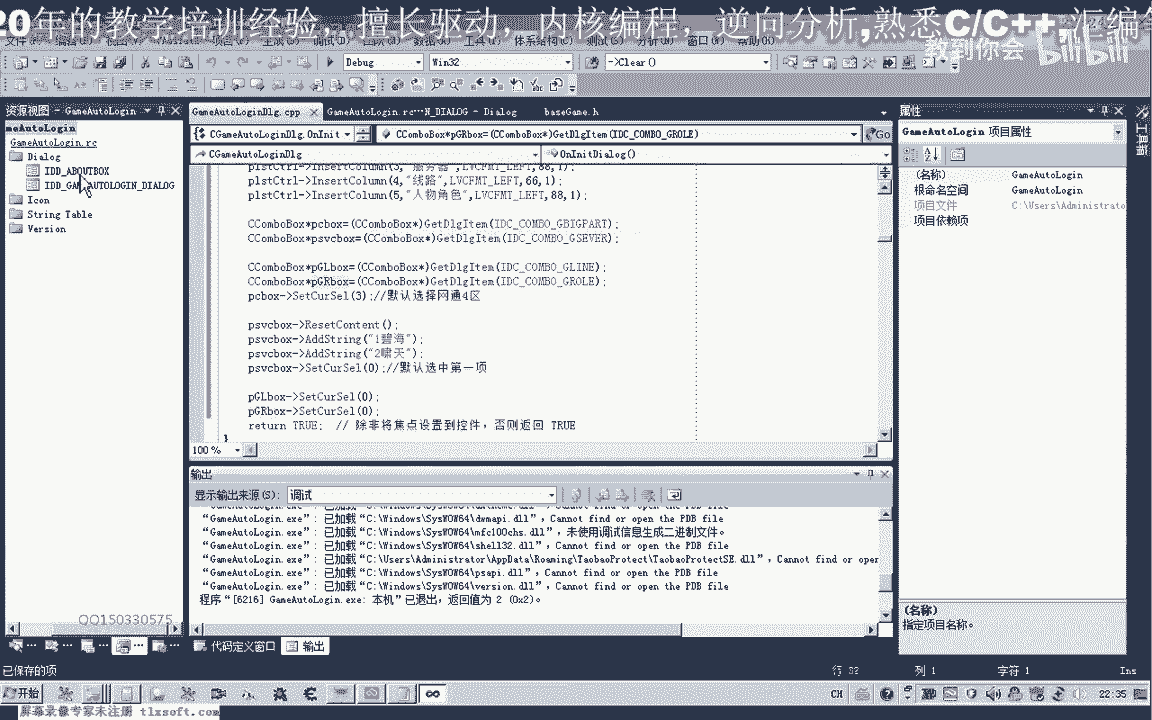 20年的教学培训经验，擅长驱动，内核编程，逆向分析,熟悉C/C++,汇编
教到你会 bilibili
Debug Win32 ->Clear()
资源视图 - GameAutoLogin
meAutoLogin
GameAutoLogin.rc
Dialog
IDD_ABOUTBOX
IDD_GAMEAUTOLOGIN_DIALOG
Icon
String Table
Version
GameAutoLoginDlg.cpp GameAutoLogin.rc N_DIALOG - Dialog baseGame.h
CGameAutoLoginDlg.OnInit CComboBox*pGRbox=(CComboBox*)GetDlgItem(IDC_COMBO_GROLE) Go
CGameAutoLoginDlg OnInitDialog()
plstCtrl->InsertColumn(3,"服务器",LVCFMT_LEFT,88,1);
plstCtrl->InsertColumn(4,"线路",LVCFMT_LEFT,66,1);
plstCtrl->InsertColumn(5,"人物角色",LVCFMT_LEFT,88,1);
CComboBox*pcbox=(CComboBox*)GetDlgItem(IDC_COMBO_GBIGPART);
CComboBox*psvcbox=(CComboBox*)GetDlgItem(IDC_COMBO_GSEVER);
CComboBox*pGLbox=(CComboBox*)GetDlgItem(IDC_COMBO_GLINE);
CComboBox*pGRbox=(CComboBox*)GetDlgItem(IDC_COMBO_GROLE);
pcbox->SetCurSel(3);//默认选择网通4区
psvcbox->ResetContent();
psvcbox->AddString("1碧海");
psvcbox->AddString("2啸天");
psvcbox->SetCurSel(0);//默认选中第一项
pGLbox->SetCurSel(0);
pGRbox->SetCurSel(0);
return TRUE; // 除非将焦点设置到控件，否则返回 TRUE
}
100 %
输出
显示输出来源(S): 调试
“GameAutoLogin.exe”: 已加载“C:\Windows\SysWOW64\dwmapi.dll”，Cannot find or open the PDB file
“GameAutoLogin.exe”: 已加载“C:\Windows\SysWOW64\mfc100chs.dll”，未使用调试信息生成二进制文件。
“GameAutoLogin.exe”: 已加载“C:\Windows\SysWOW64\shell32.dll”，Cannot find or open the PDB file
“GameAutoLogin.exe”: 已加载“C:\Users\Administrator\AppData\Roaming\TaobaoProtect\TaobaoProtectSE.dll”，Cannot find or oper
“GameAutoLogin.exe”: 已加载“C:\Windows\SysWOW64\psapi.dll”，Cannot find or open the PDB file
“GameAutoLogin.exe”: 已加载“C:\Windows\SysWOW64\version.dll”，Cannot find or open the PDB file
程序“[6216] GameAutoLogin.exe: 本机”已退出，返回值为 2 (0x2)。
代码定义窗口 输出
属性
GameAutoLogin 项目属性
(名称) GameAutoLogin
根命名空间 GameAutoLogin
项目文件 C:\Users\Administrato
项目依赖项
(名称)
指定项目名称。
工具箱
QQ150330575
已保存的项 行 52 列 1 字符 1 Ins
开始 CH 22:35
屏幕录像专家未注册 tlxsoft.com